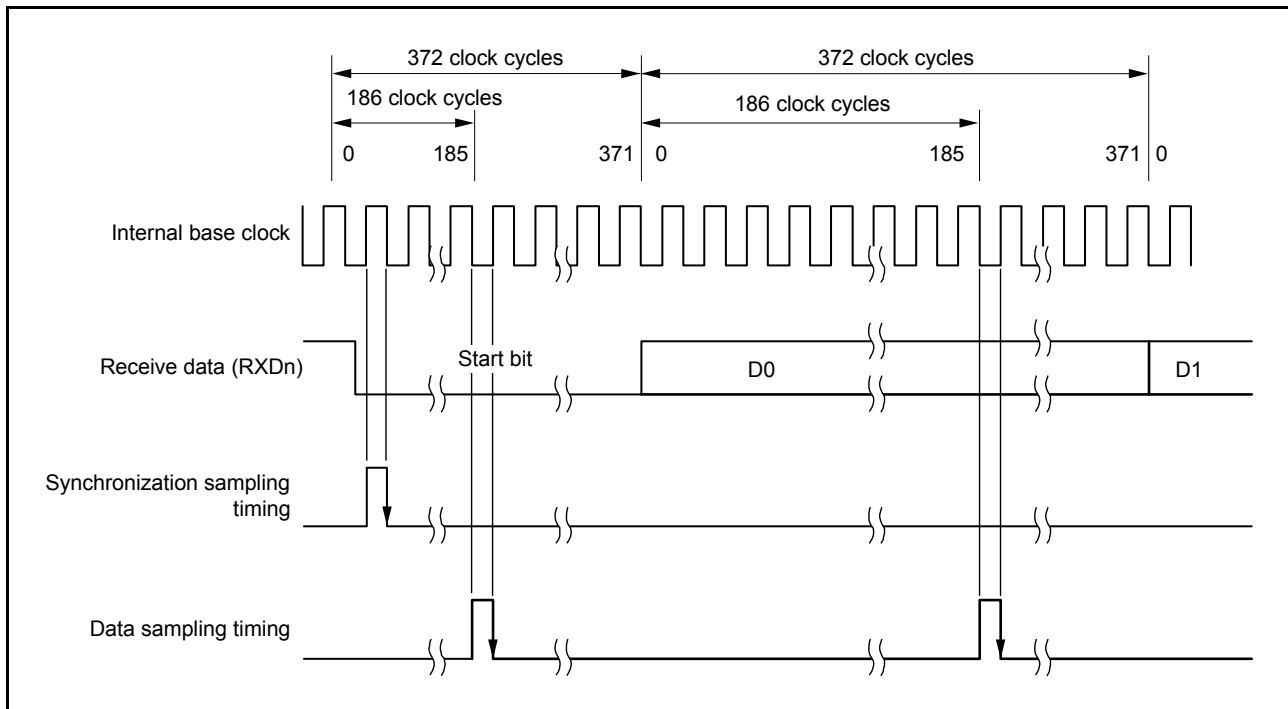 372 clock cycles
372 clock cycles
186 clock cycles
186 clock cycles
0
185
371
0
185
371
0
Internal base clock
Receive data (RXDn)
Start bit
D0
D1
Synchronization sampling
timing
Data sampling timing